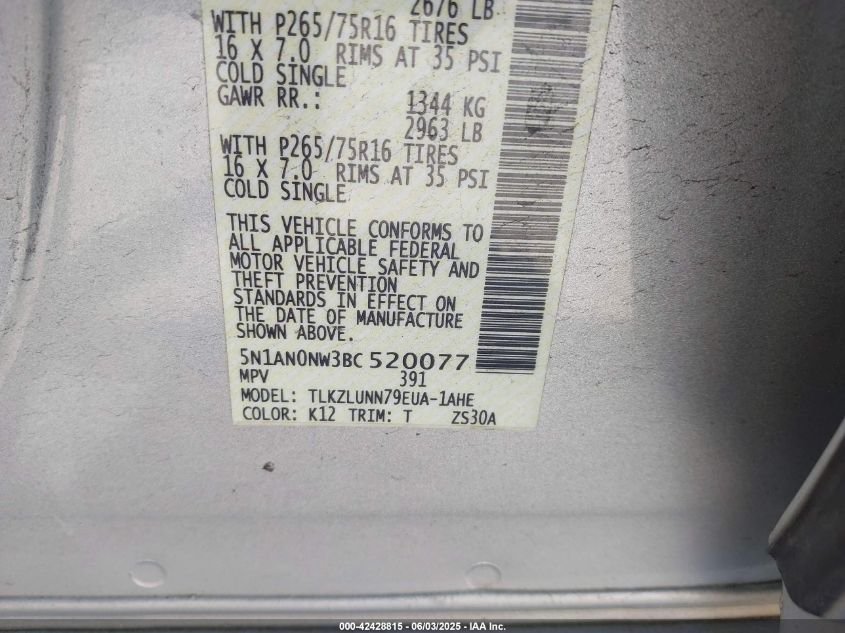 2676 LB
WITH P265/75R16 TIRES
16 X 7.0 RIMS AT 35 PSI
COLD SINGLE
GAWR RR.: 1344 KG
2963 LB
WITH P265/75R16 TIRES
16 X 7.0 RIMS AT 35 PSI
COLD SINGLE
THIS VEHICLE CONFORMS TO
ALL APPLICABLE FEDERAL
MOTOR VEHICLE SAFETY AND
THEFT PREVENTION
STANDARDS IN EFFECT ON
THE DATE OF MANUFACTURE
SHOWN ABOVE.
5N1AN0NW3BC520077
MPV 391
MODEL: TLKZLUNN79EUA-1AHE
COLOR: K12 TRIM: T ZS30A
000-42428815 - 06/03/2025 - IAA Inc.